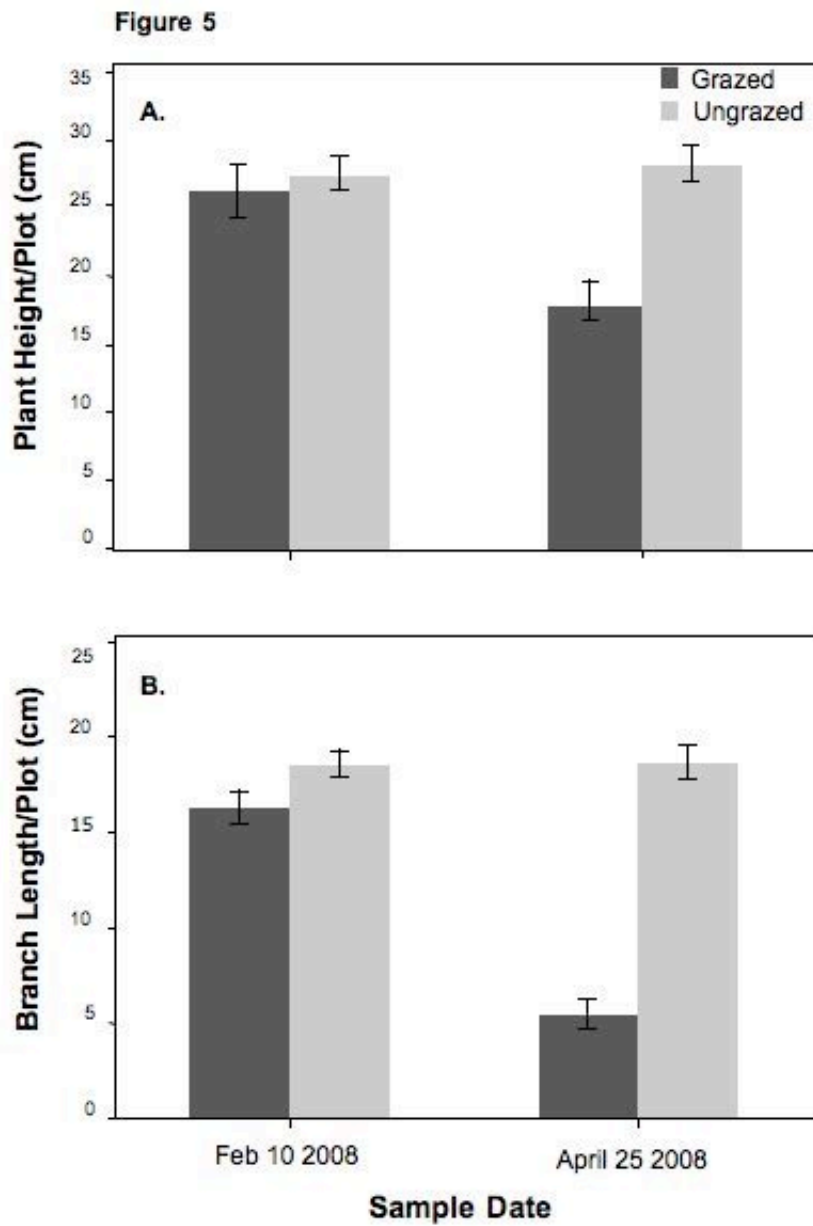 Figure 5
A.
Grazed
Ungrazed
Plant Height/Plot (cm)
35
30
25
20
15
10
5
0
B.
Branch Length/Plot (cm)
25
20
15
10
5
0
Feb 10 2008
April 25 2008
Sample Date